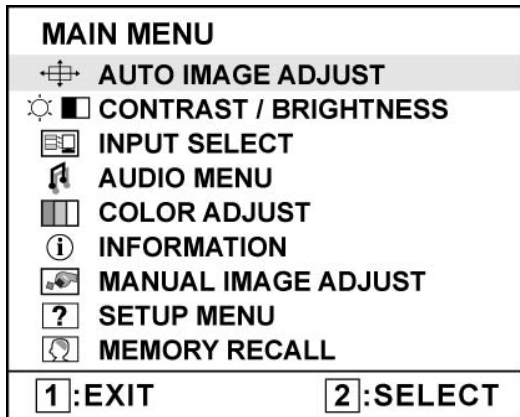 MAIN MENU
AUTO IMAGE ADJUST
CONTRAST / BRIGHTNESS
INPUT SELECT
AUDIO MENU
COLOR ADJUST
i INFORMATION
MANUAL IMAGE ADJUST
? SETUP MENU
MEMORY RECALL
1 :EXIT 2 :SELECT